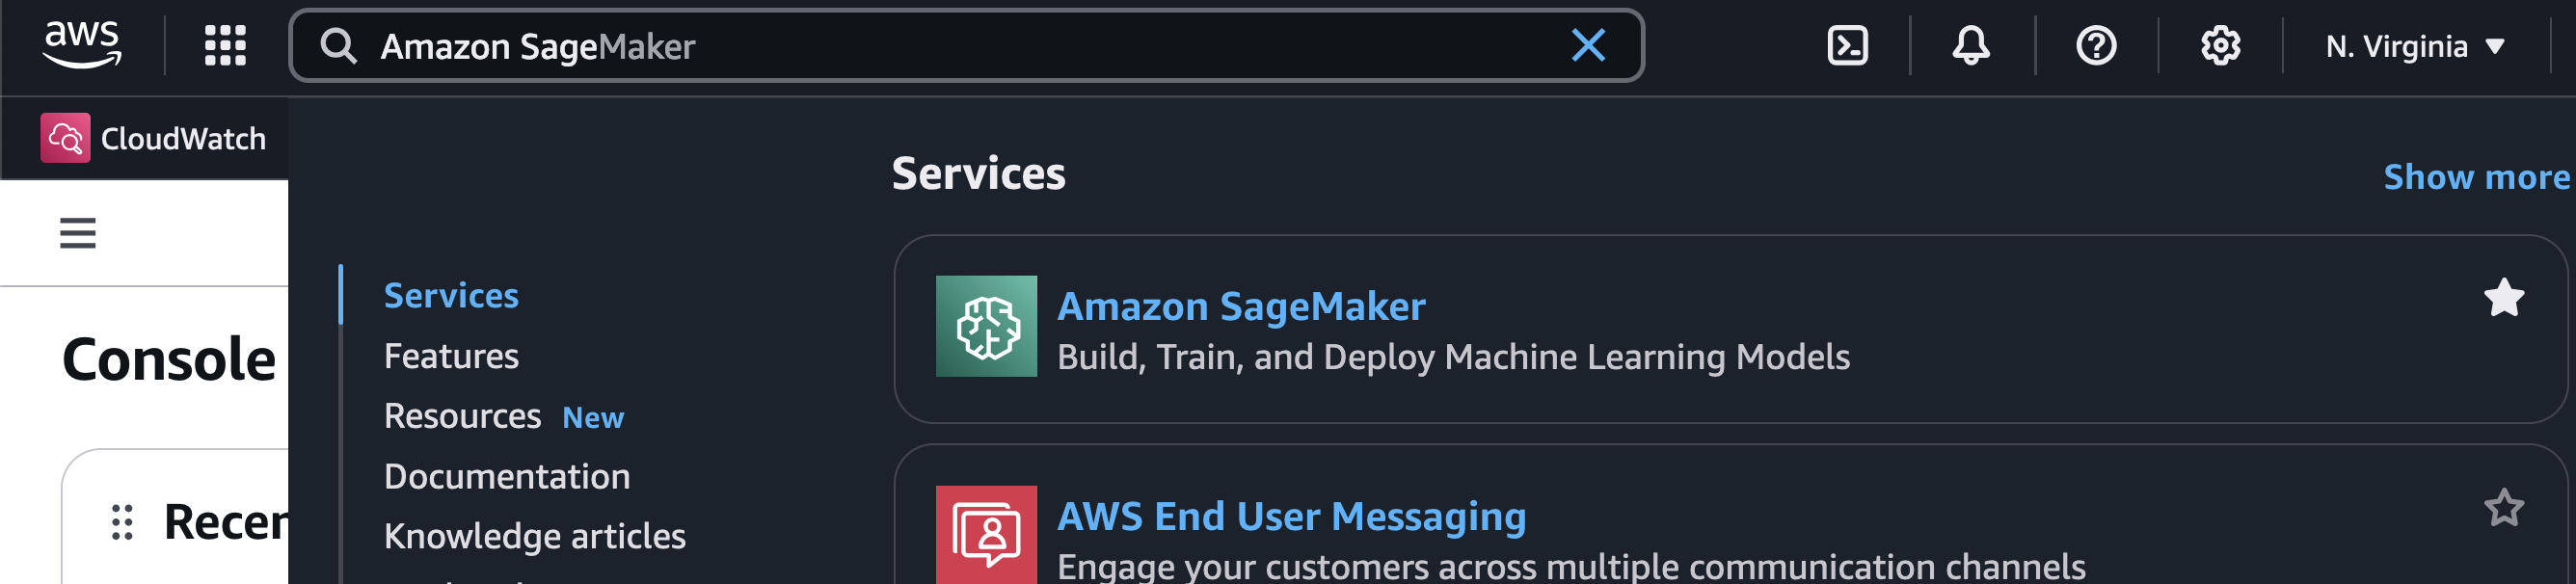 aws
Amazon SageMaker
N. Virginia
CloudWatch
Services
Show more
Services
Features
Resources New
Documentation
Knowledge articles
Amazon SageMaker
Build, Train, and Deploy Machine Learning Models
AWS End User Messaging
Engage your customers across multiple communication channels
Console